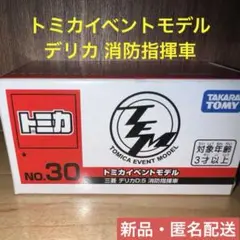 トミカイベントモデル
デリカ 消防指揮車
TAKARA
TOMY
トミカ
TEM
TOMICA EVENT MODEL
対象年齢
3才以上
NO.30
トミカイベントモデル
三菱 デリカD:5 消防指揮車
新品・匿名配送